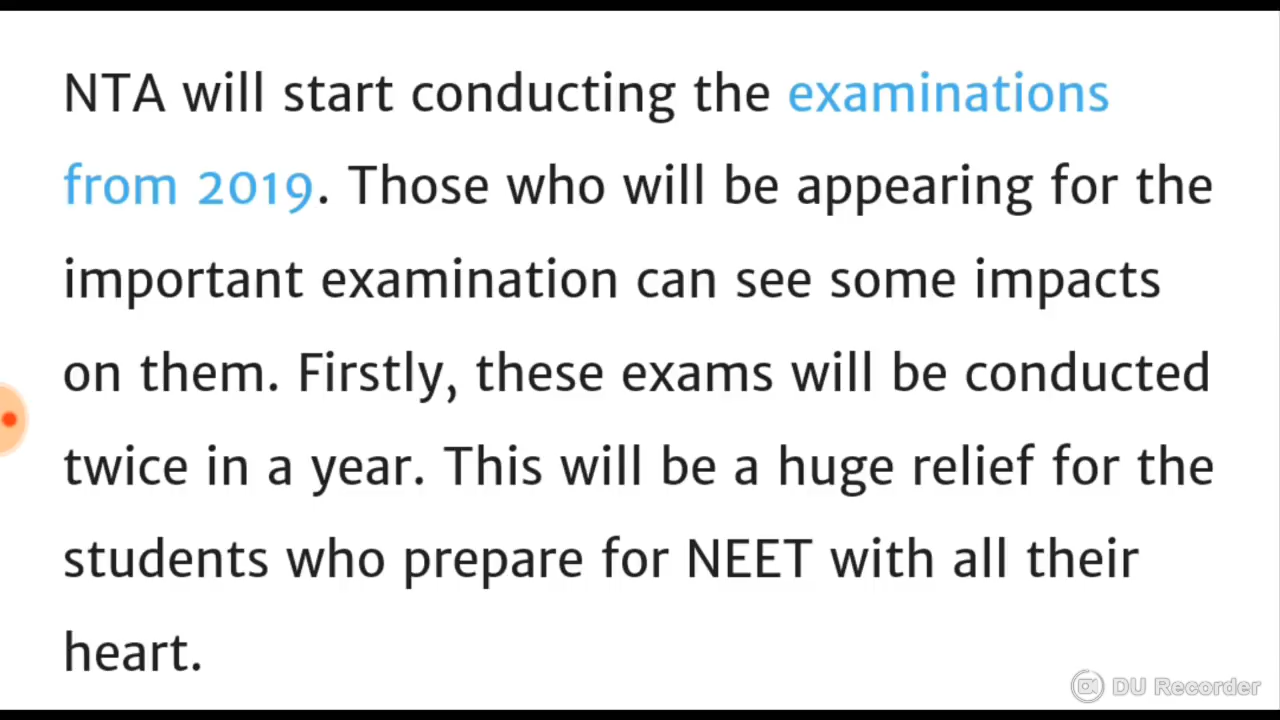 NTA will start conducting the examinations
from 2019. Those who will be appearing for the
important examination can see some impacts
on them. Firstly, these exams will be conducted
twice in a year. This will be a huge relief for the
students who prepare for NEET with all their
heart.
DU Recorder